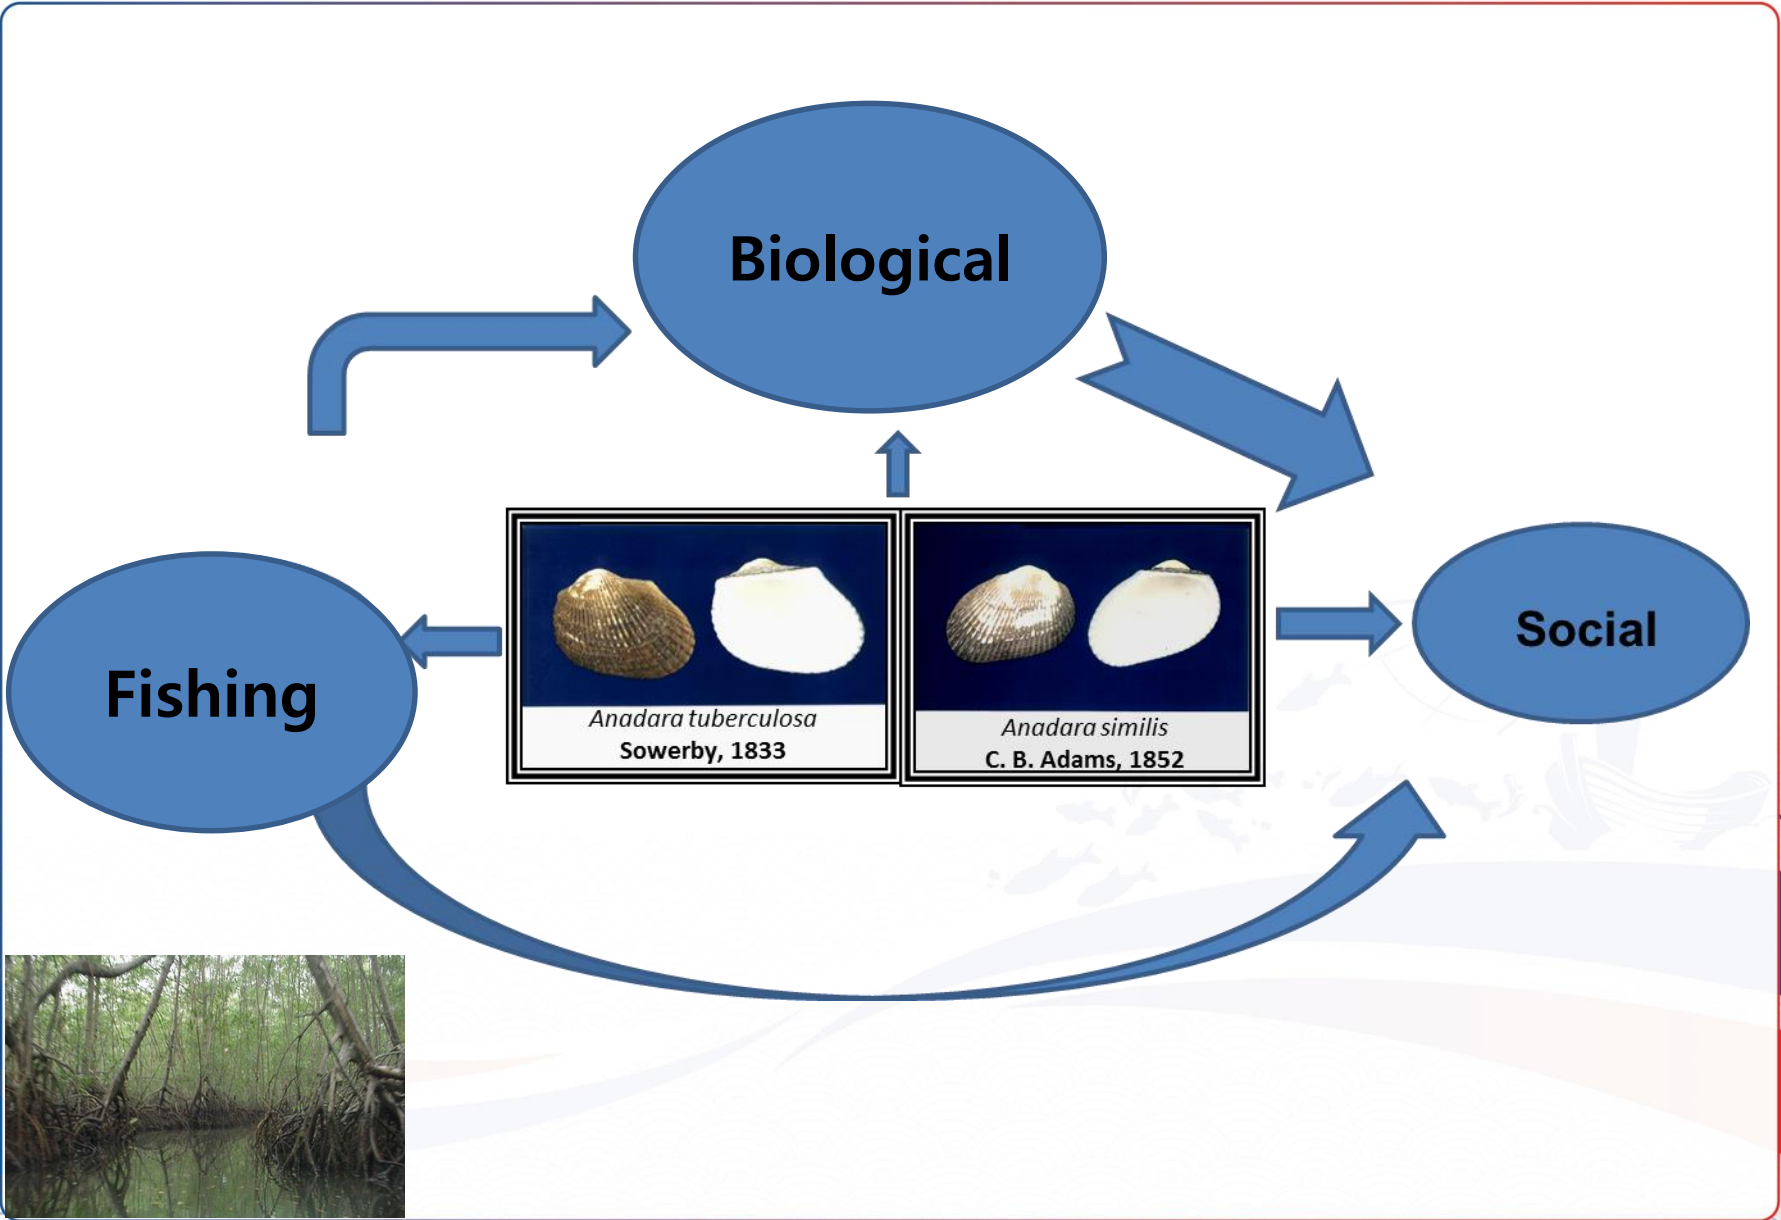 Biological
Fishing
Social
Anadara tuberculosa
Sowerby, 1833
Anadara similis
C. B. Adams, 1852